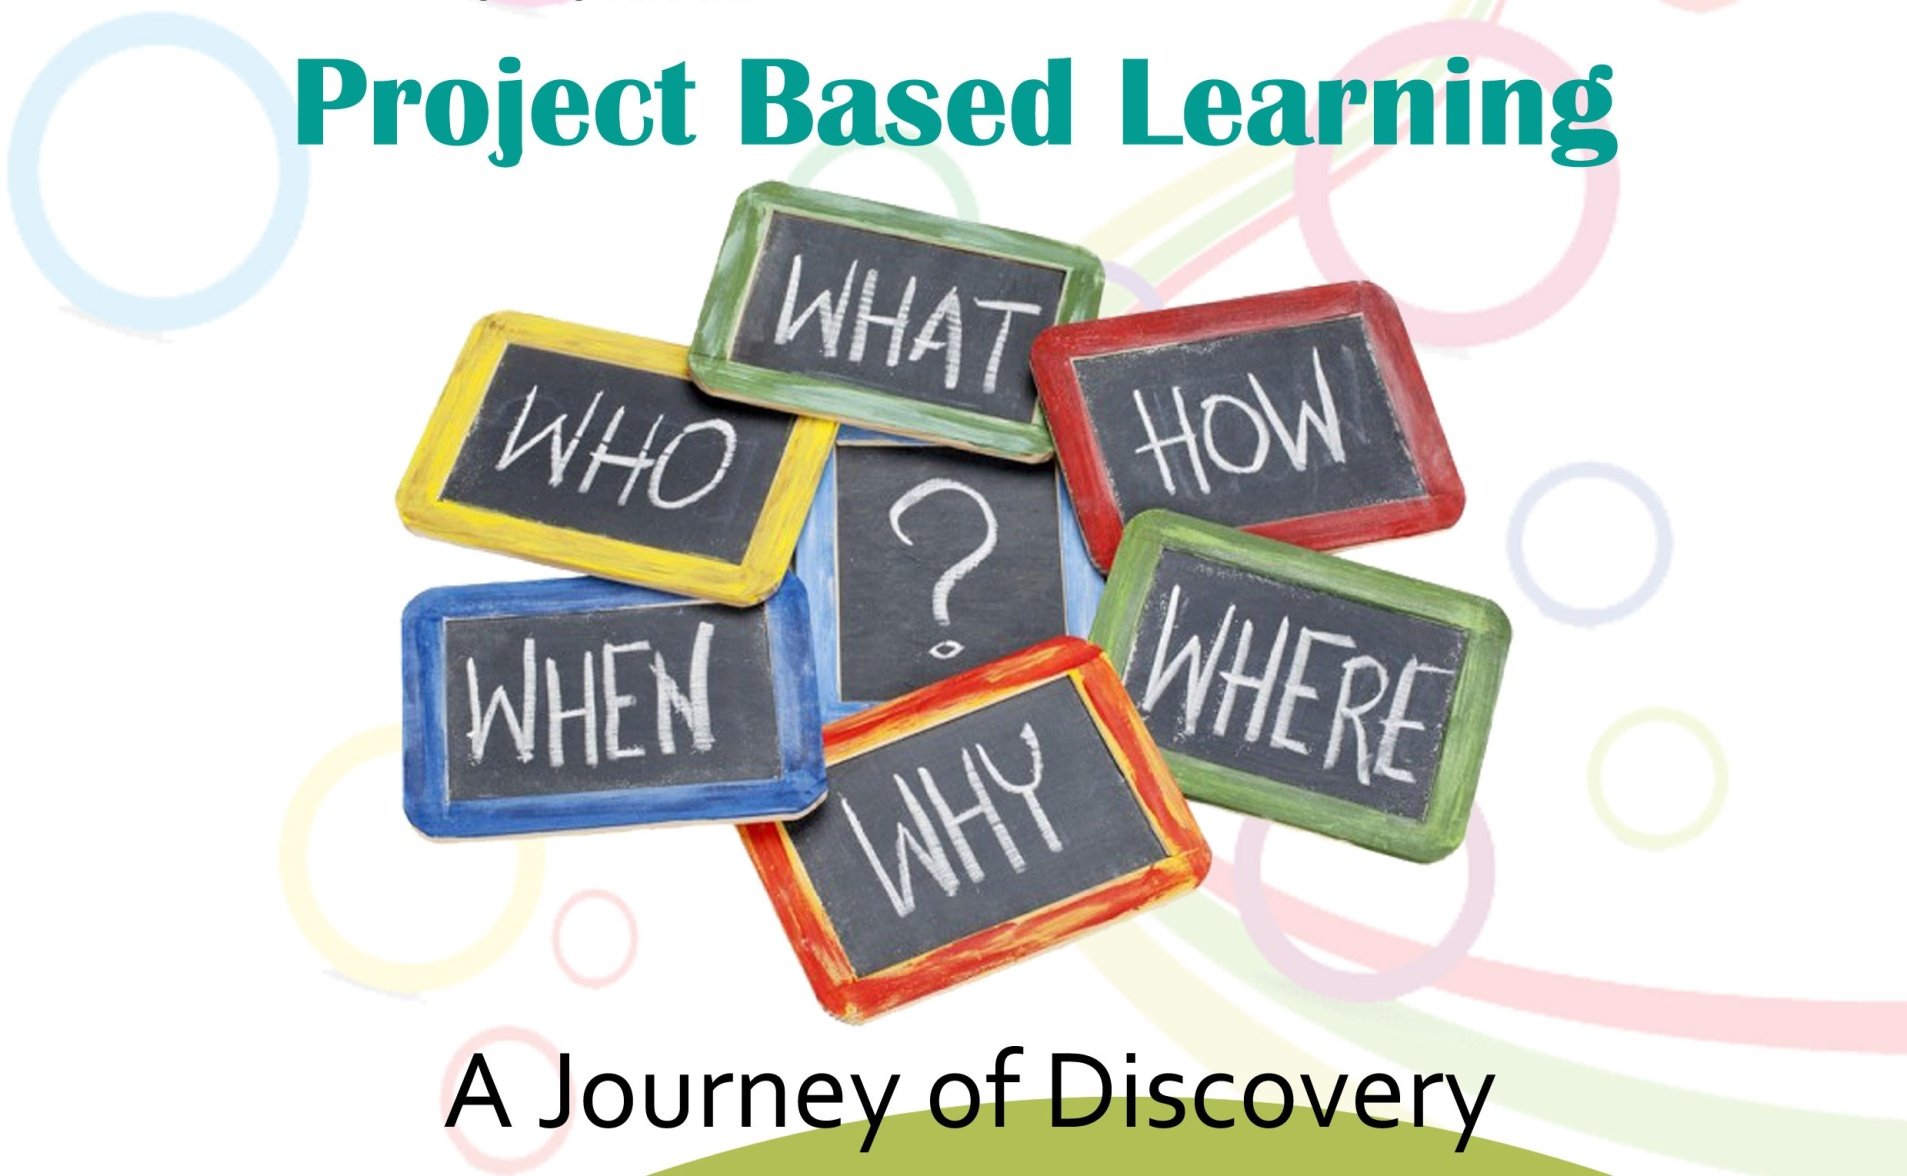 Project Based Learning
WHAT
WHO
HOW
?
WHEN
WHERE
WHY
A Journey of Discovery